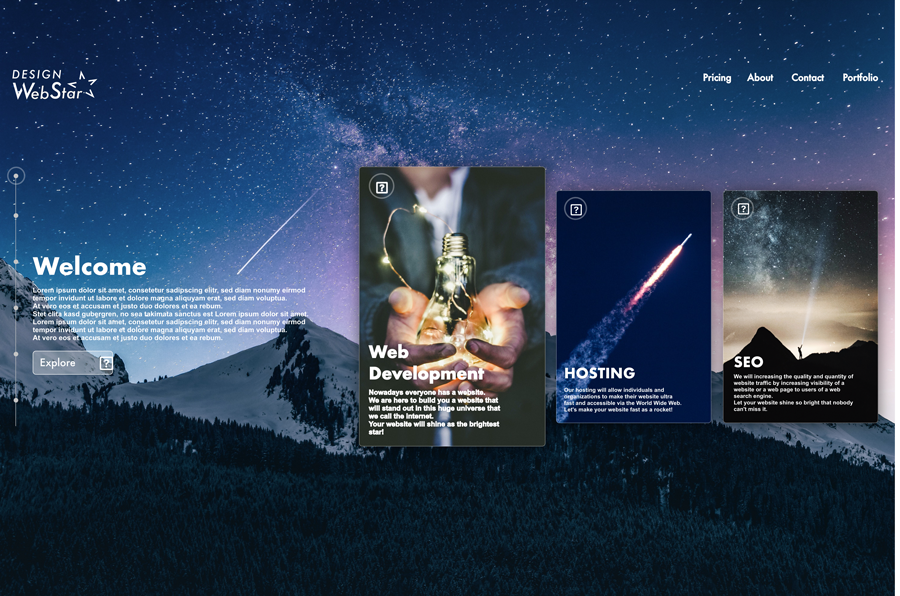 DESIGN
WebStar
Pricing About Contact Portfolio
Welcome
Lorem ipsum dolor sit amet, consetetur sadipscing elitr, sed diam nonumy eirmod
tempor invidunt ut labore et dolore magna aliquyam erat, sed diam voluptua.
At vero eos et accusam et justo duo dolores et ea rebum.
Stet clita kasd gubergren, no sea takimata sanctus est Lorem ipsum dolor sit amet.
Lorem ipsum dolor sit amet, consetetur sadipscing elitr, sed diam nonumy eirmod
tempor invidunt ut labore et dolore magna aliquyam erat, sed diam voluptua.
At vero eos et accusam et justo duo dolores et ea rebum.
Explore ?
?
Web
Development
Nowadays everyone has a website.
We are here to build you a website that
will stand out in this huge universe that
we call the internet.
Your website will shine as the brightest
star!
?
HOSTING
Our hosting will allow individuals and
organizations to make their website ultra
fast and accessible via the World Wide Web.
Let's make your website fast as a rocket!
?
SEO
We will increasing the quality and quantity of
website traffic by increasing visibility of a
website or a web page to users of a web
search engine.
Let your website shine so bright that nobody
can't miss it.